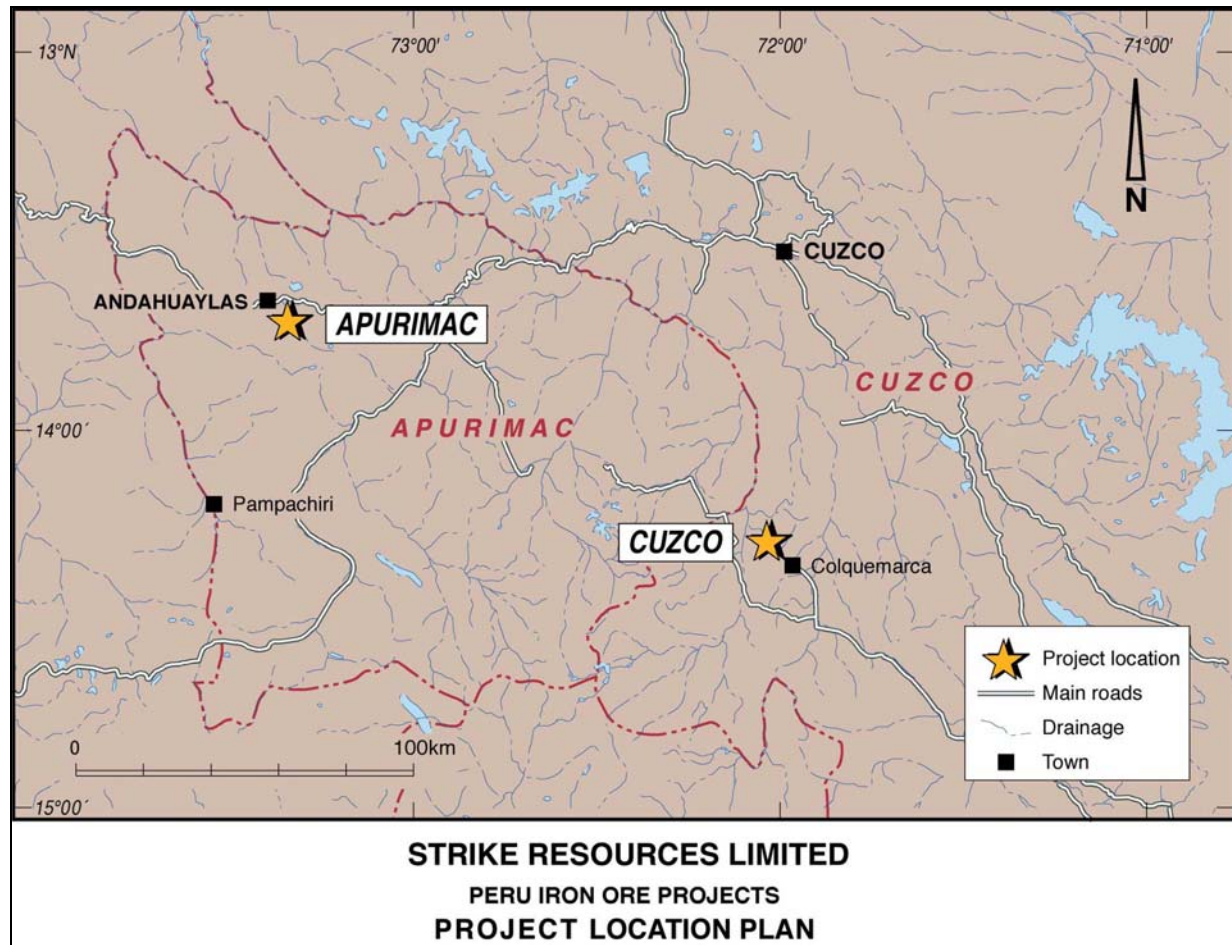 13°N
73°00'
72°00'
71°00'
N
CUZCO
ANDAHUAYLAS
APURIMAC
CUZCO
APURIMAC
14°00'
Pampachiri
CUZCO
Colquemarca
Project location
Main roads
Drainage
Town
0
100km
15°00'
STRIKE RESOURCES LIMITED
PERU IRON ORE PROJECTS
PROJECT LOCATION PLAN